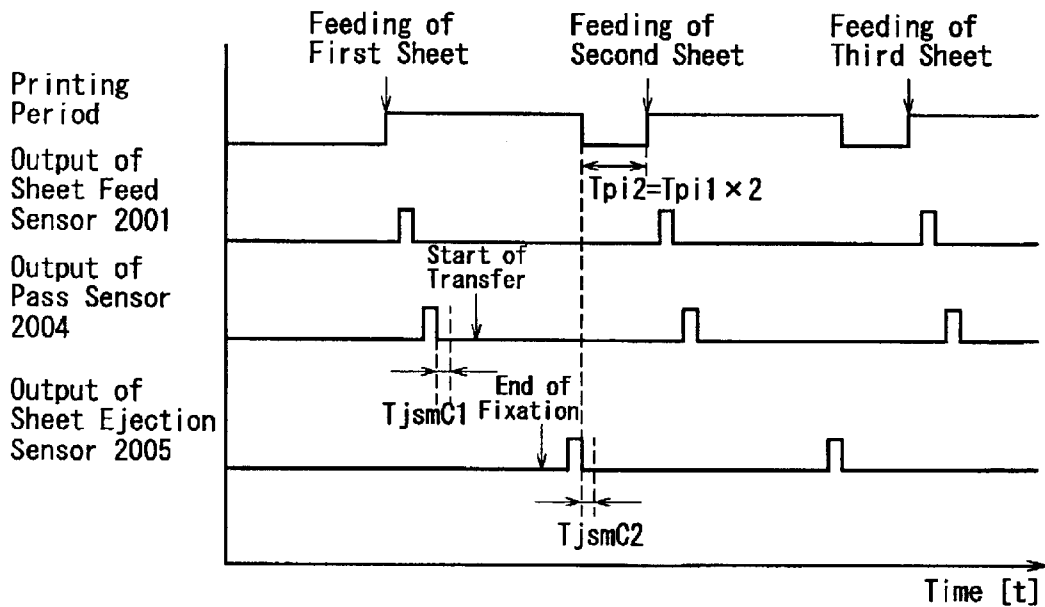 Feeding of
First Sheet
Feeding of
Second Sheet
Feeding of
Third Sheet
Printing
Period
Tpi2=Tpi1×2
Output of
Sheet Feed
Sensor 2001
Start of
Transfer
Output of
Pass Sensor
2004
TjsmC1
End of
Fixation
Output of
Sheet Ejection
Sensor 2005
TjsmC2
Time [t]